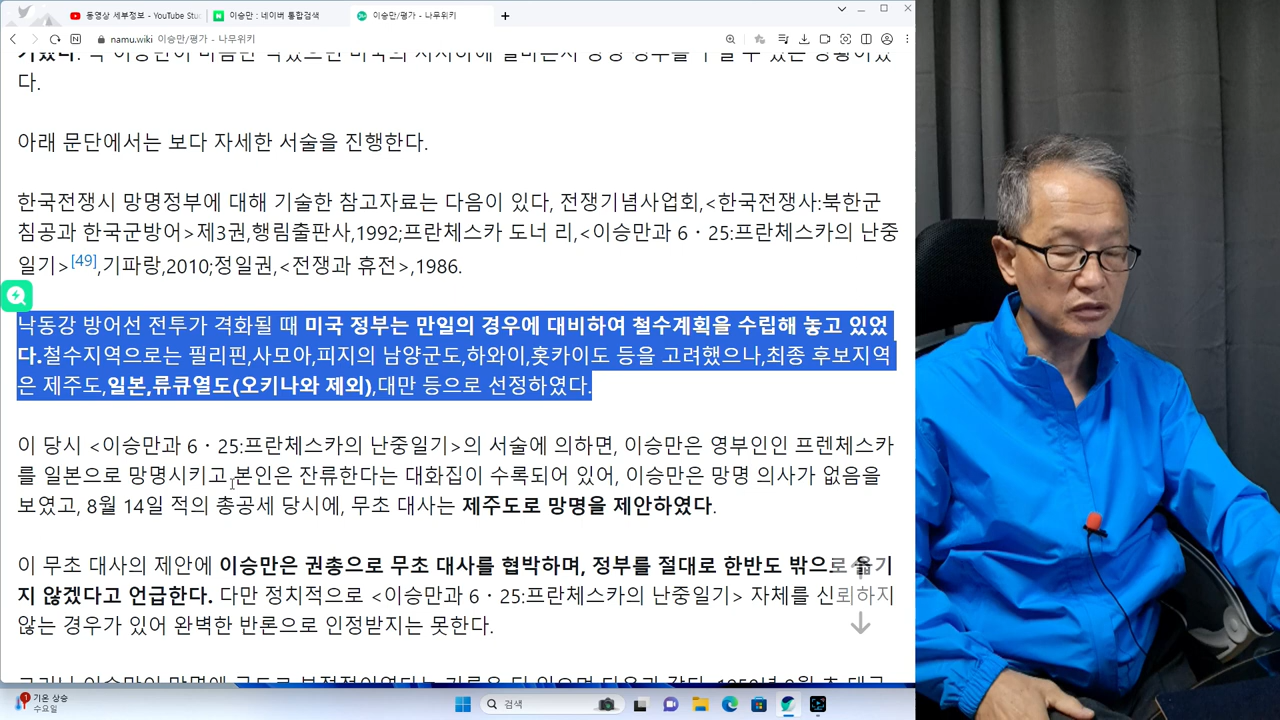 동영상 세부정보 - YouTube Stu
이승만 : 네이버 통합검색
이승만/평가 - 나무위키
namu.wiki 이승만/평가 - 나무위키
다.
아래 문단에서는 보다 자세한 서술을 진행한다.
한국전쟁시 망명정부에 대해 기술한 참고자료는 다음이 있다, 전쟁기념사업회,<한국전쟁사:북한군
침공과 한국군방어>제3권,행림출판사,1992;프란체스카 도너 리,<이승만과 6·25:프란체스카의 난중
일기>[49],기파랑,2010;정일권,<전쟁과 휴전>,1986.
낙동강 방어선 전투가 격화될 때 미국 정부는 만일의 경우에 대비하여 철수계획을 수립해 놓고 있었
다.철수지역으로는 필리핀,사모아,피지의 남양군도,하와이,홋카이도 등을 고려했으나,최종 후보지역
은 제주도,일본,류큐열도(오키나와 제외),대만 등으로 선정하였다.
이 당시 <이승만과 6·25:프란체스카의 난중일기>의 서술에 의하면, 이승만은 영부인인 프렌체스카
를 일본으로 망명시키고 본인은 잔류한다는 대화집이 수록되어 있어, 이승만은 망명 의사가 없음을
보였고, 8월 14일 적의 총공세 당시에, 무초 대사는 제주도로 망명을 제안하였다.
이 무초 대사의 제안에 이승만은 권총으로 무초 대사를 협박하며, 정부를 절대로 한반도 밖으로 옮기
지 않겠다고 언급한다. 다만 정치적으로 <이승만과 6·25:프란체스카의 난중일기> 자체를 신뢰하지
않는 경우가 있어 완벽한 반론으로 인정받지는 못한다.
1
기온 상승
수요일
검색